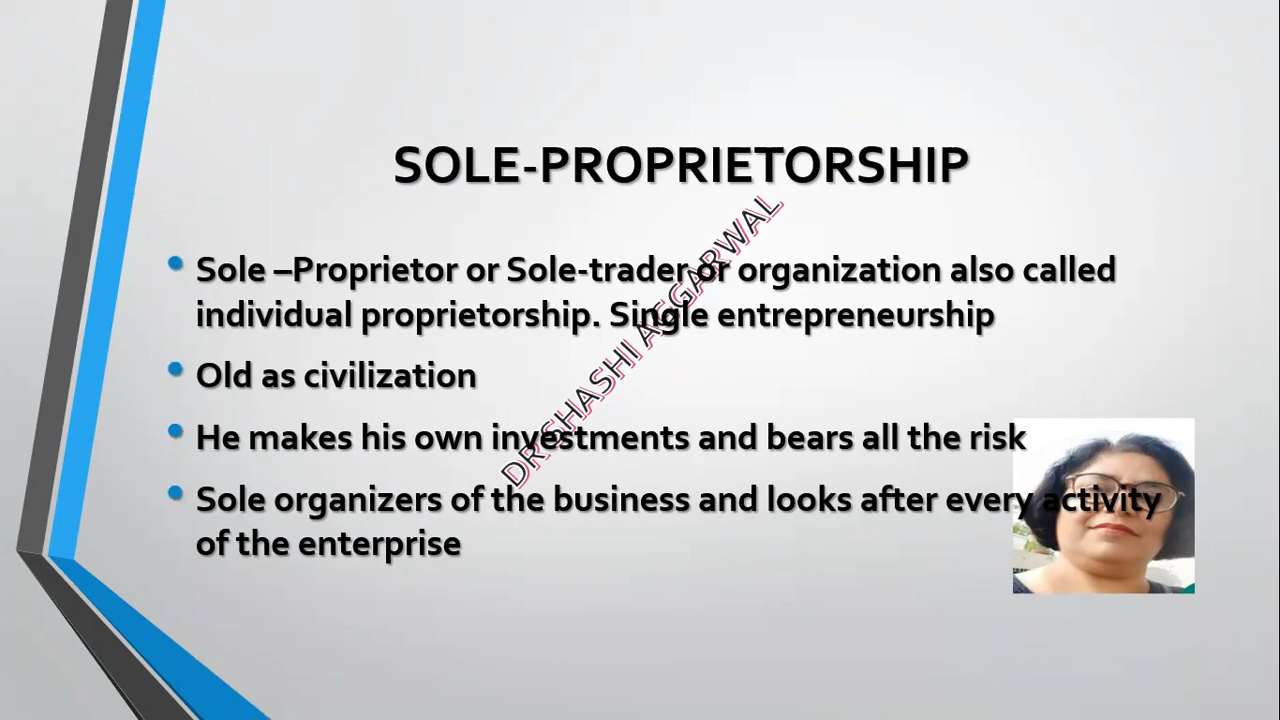 SOLE-PROPRIETORSHIP
Sole –Proprietor or Sole-trader or organization also called
individual proprietorship. Single entrepreneurship
Old as civilization
He makes his own investments and bears all the risk
Sole organizers of the business and looks after every activity
of the enterprise
DR SHASHI AGGARWAL